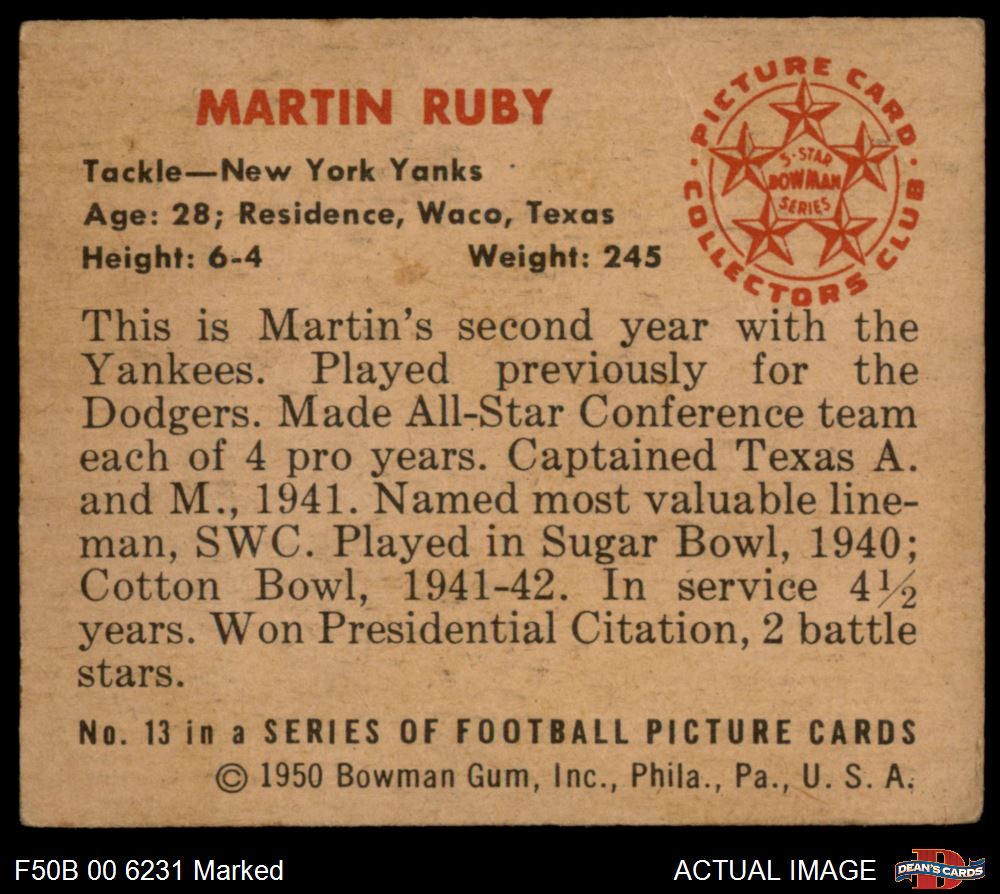 MARTIN RUBY
Tackle—New York Yanks
Age: 28; Residence, Waco, Texas
Height: 6-4 Weight: 245
PICTURE CARD
COLLECTORS CLUB
5-STAR
BOWMAN
SERIES
This is Martin's second year with the
Yankees. Played previously for the
Dodgers. Made All-Star Conference team
each of 4 pro years. Captained Texas A.
and M., 1941. Named most valuable line-
man, SWC. Played in Sugar Bowl, 1940;
Cotton Bowl, 1941-42. In service 4½
years. Won Presidential Citation, 2 battle
stars.
No. 13 in a SERIES OF FOOTBALL PICTURE CARDS
© 1950 Bowman Gum, Inc., Phila., Pa., U. S. A.
F50B 00 6231 Marked
ACTUAL IMAGE
D
DEAN'S CARDS